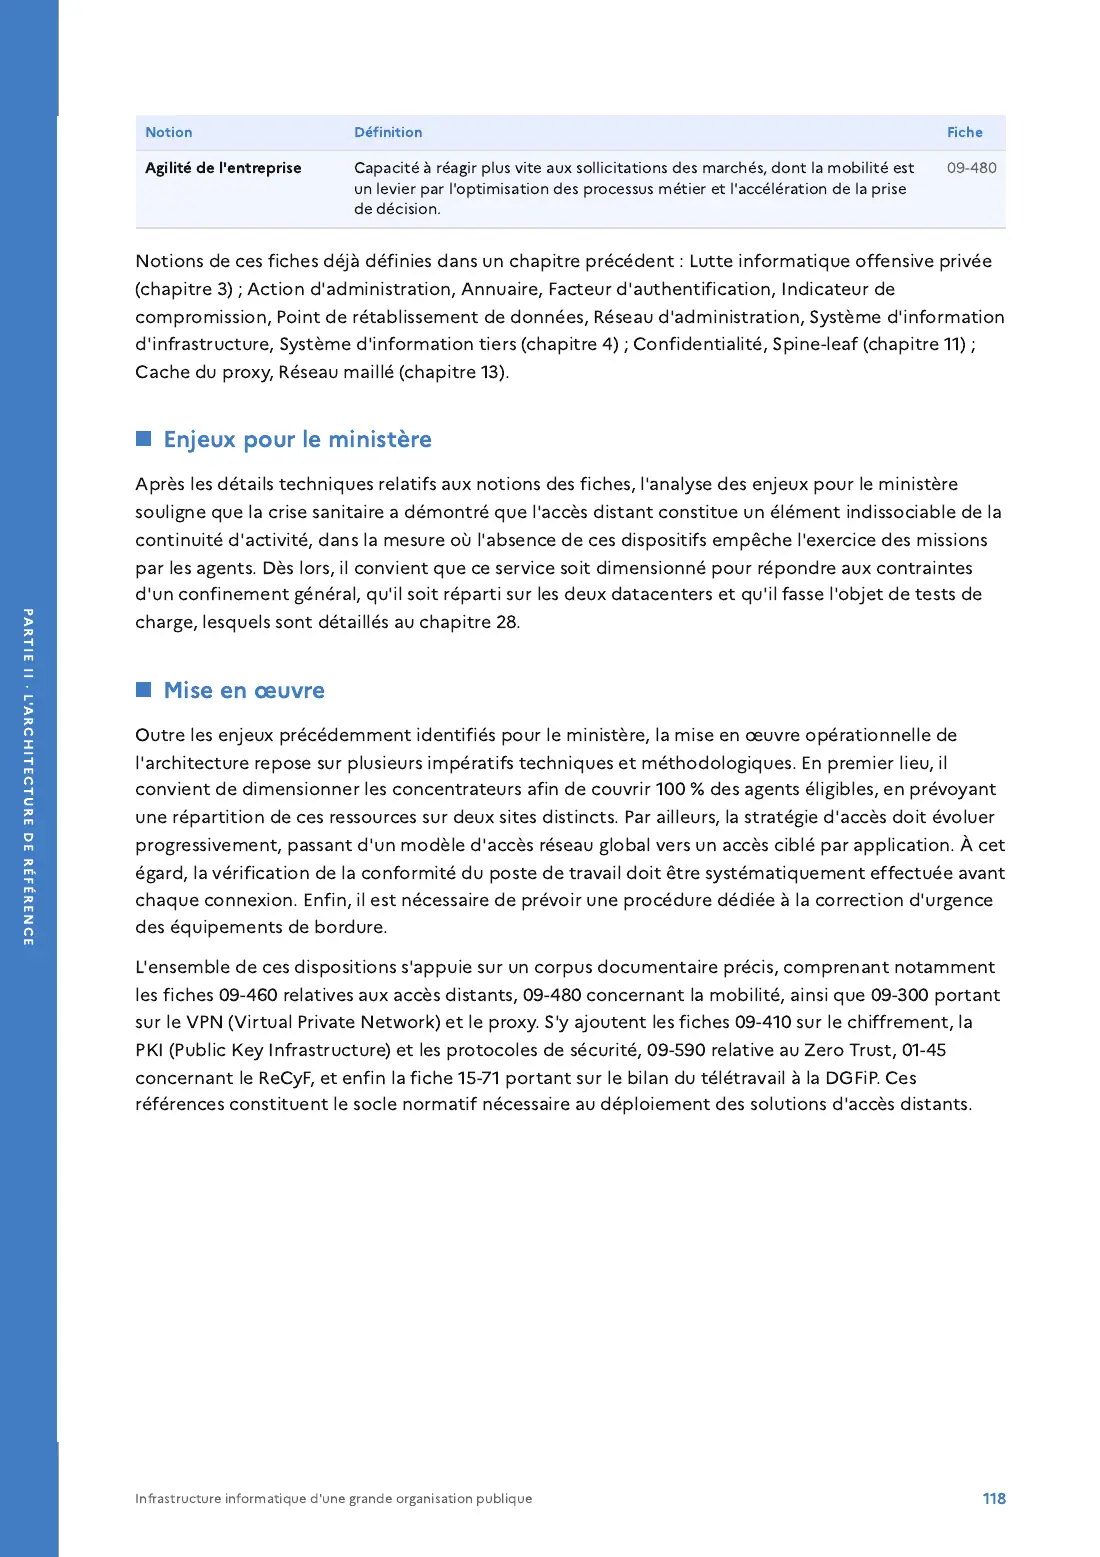 Notion Définition Fiche
Agilité de l'entreprise Capacité à réagir plus vite aux sollicitations des marchés, dont la mobilité est 09-480
un levier par l'optimisation des processus métier et l'accélération de la prise
de décision.
Notions de ces fiches déjà définies dans un chapitre précédent : Lutte informatique offensive privée
(chapitre 3) ; Action d'administration, Annuaire, Facteur d'authentification, Indicateur de
compromission, Point de rétablissement de données, Réseau d'administration, Système d'information
d'infrastructure, Système d'information tiers (chapitre 4) ; Confidentialité, Spine-leaf (chapitre 11) ;
Cache du proxy, Réseau maillé (chapitre 13).
Enjeux pour le ministère
Après les détails techniques relatifs aux notions des fiches, l'analyse des enjeux pour le ministère
souligne que la crise sanitaire a démontré que l'accès distant constitue un élément indissociable de la
continuité d'activité, dans la mesure où l'absence de ces dispositifs empêche l'exercice des missions
par les agents. Dès lors, il convient que ce service soit dimensionné pour répondre aux contraintes
d'un confinement général, qu'il soit réparti sur les deux datacenters et qu'il fasse l'objet de tests de
charge, lesquels sont détaillés au chapitre 28.
Mise en œuvre
Outre les enjeux précédemment identifiés pour le ministère, la mise en œuvre opérationnelle de
l'architecture repose sur plusieurs impératifs techniques et méthodologiques. En premier lieu, il
convient de dimensionner les concentrateurs afin de couvrir 100 % des agents éligibles, en prévoyant
une répartition de ces ressources sur deux sites distincts. Par ailleurs, la stratégie d'accès doit évoluer
progressivement, passant d'un modèle d'accès réseau global vers un accès ciblé par application. À cet
égard, la vérification de la conformité du poste de travail doit être systématiquement effectuée avant
chaque connexion. Enfin, il est nécessaire de prévoir une procédure dédiée à la correction d'urgence
des équipements de bordure.
L'ensemble de ces dispositions s'appuie sur un corpus documentaire précis, comprenant notamment
les fiches 09-460 relatives aux accès distants, 09-480 concernant la mobilité, ainsi que 09-300 portant
sur le VPN (Virtual Private Network) et le proxy. S'y ajoutent les fiches 09-410 sur le chiffrement, la
PKI (Public Key Infrastructure) et les protocoles de sécurité, 09-590 relative au Zero Trust, 01-45
concernant le ReCyF, et enfin la fiche 15-71 portant sur le bilan du télétravail à la DGFiP. Ces
références constituent le socle normatif nécessaire au déploiement des solutions d'accès distants.
PARTIE II · L'ARCHITECTURE DE RÉFÉRENCE
Infrastructure informatique d'une grande organisation publique 118